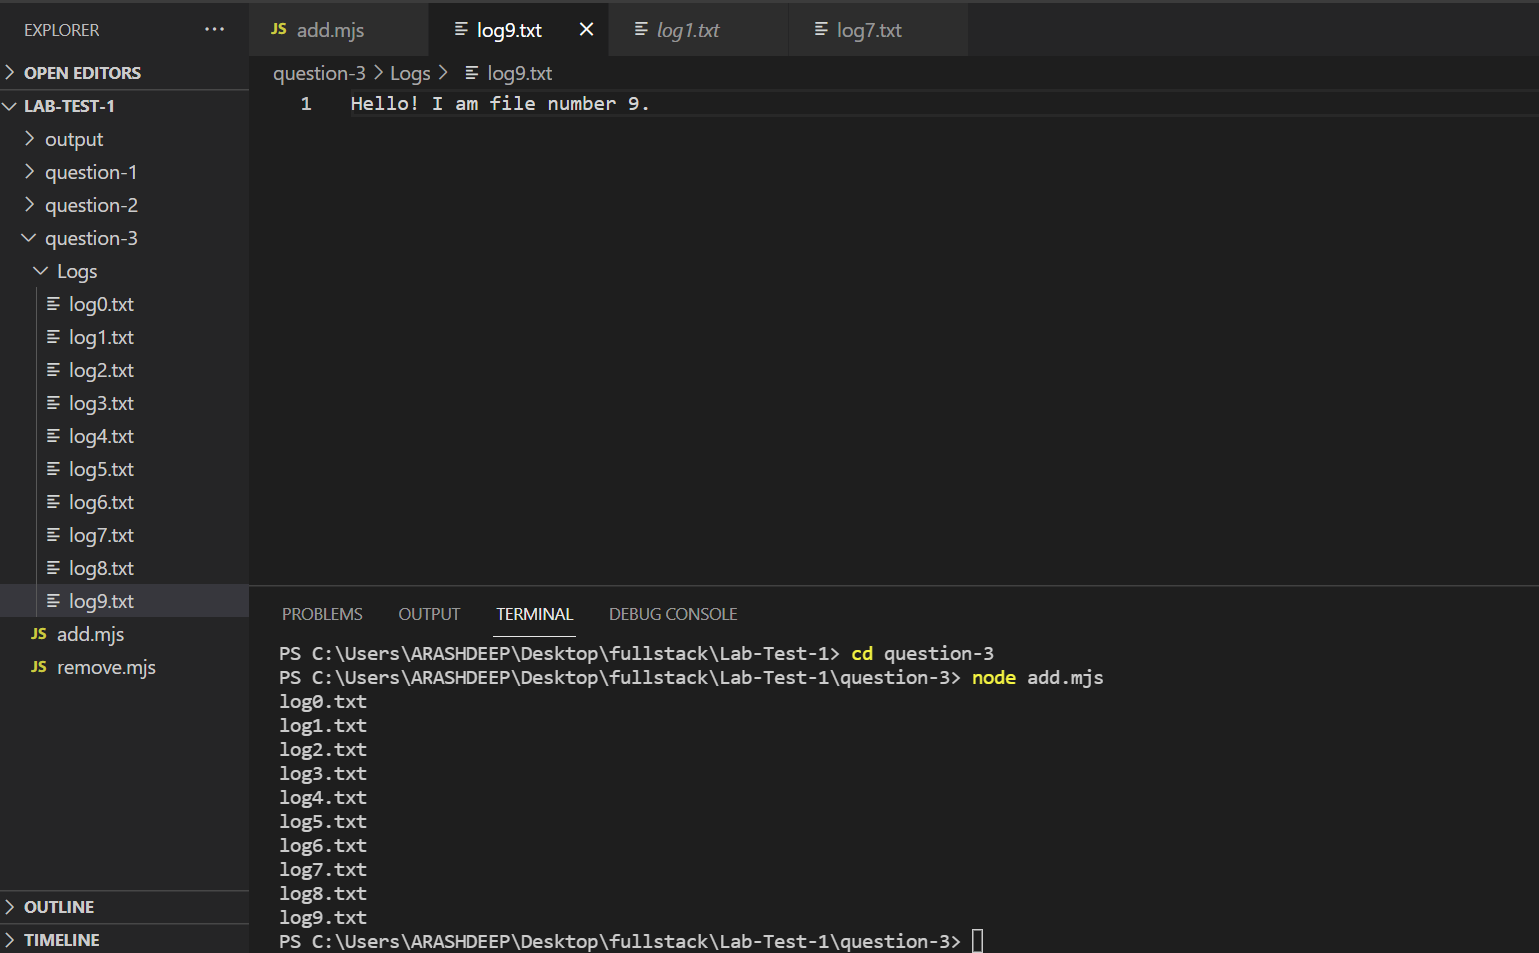 EXPLORER ...
OPEN EDITORS
LAB-TEST-1
output
question-1
question-2
question-3
Logs
log0.txt
log1.txt
log2.txt
log3.txt
log4.txt
log5.txt
log6.txt
log7.txt
log8.txt
log9.txt
JS add.mjs
JS remove.mjs
OUTLINE
TIMELINE
JS add.mjs log9.txt log1.txt log7.txt
question-3 > Logs > log9.txt
1 Hello! I am file number 9.
PROBLEMS OUTPUT TERMINAL DEBUG CONSOLE
PS C:\Users\ARASHDEEP\Desktop\fullstack\Lab-Test-1> cd question-3
PS C:\Users\ARASHDEEP\Desktop\fullstack\Lab-Test-1\question-3> node add.mjs
log0.txt
log1.txt
log2.txt
log3.txt
log4.txt
log5.txt
log6.txt
log7.txt
log8.txt
log9.txt
PS C:\Users\ARASHDEEP\Desktop\fullstack\Lab-Test-1\question-3>